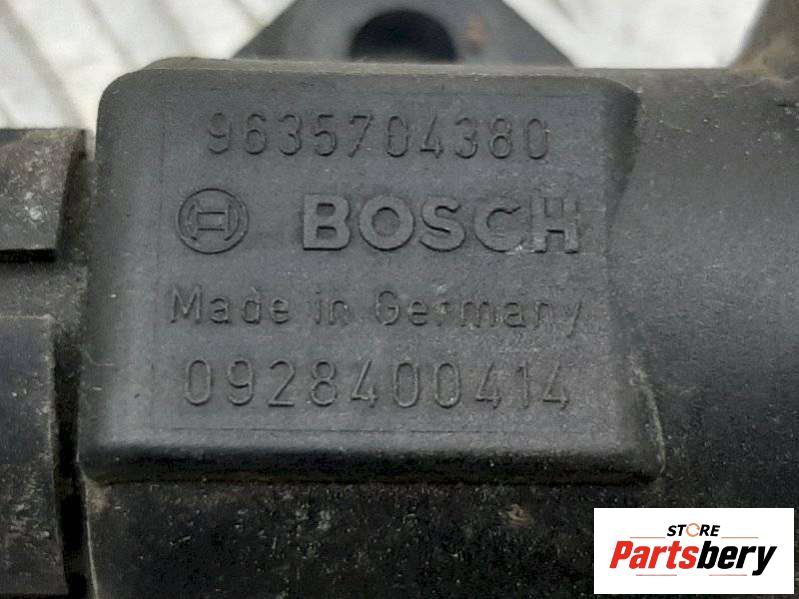 9635704380
BOSCH
Made in Germany
0928400414
STORE
Partsbery